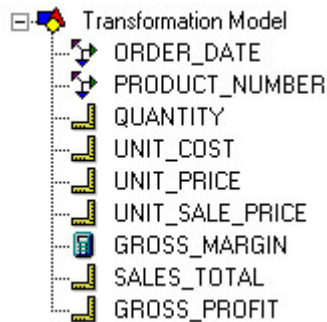 Transformation Model
ORDER_DATE
PRODUCT_NUMBER
QUANTITY
UNIT_COST
UNIT_PRICE
UNIT_SALE_PRICE
GROSS_MARGIN
SALES_TOTAL
GROSS_PROFIT